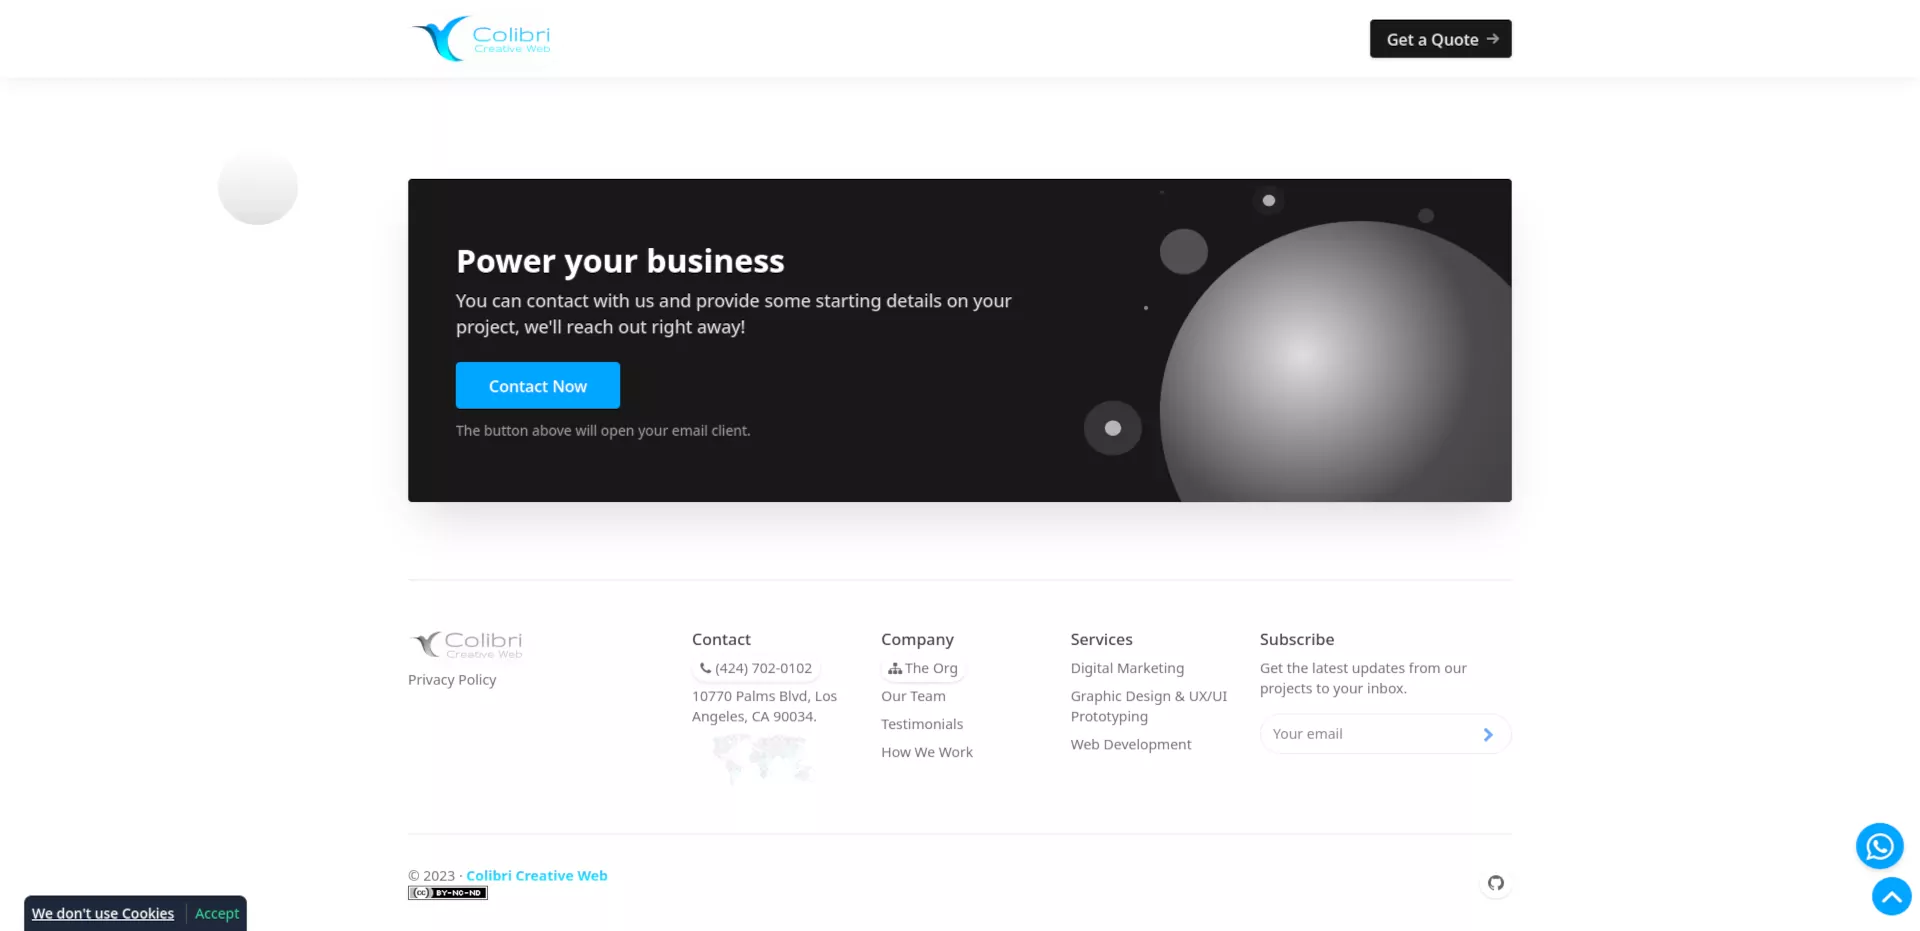 Colibri
Creative Web
Get a Quote
Power your business
You can contact with us and provide some starting details on your
project, we'll reach out right away!
Contact Now
The button above will open your email client.
Colibri
Creative Web
Privacy Policy
Contact
(424) 702-0102
10770 Palms Blvd, Los
Angeles, CA 90034.
Company
The Org
Our Team
Testimonials
How We Work
Services
Digital Marketing
Graphic Design & UX/UI
Prototyping
Web Development
Subscribe
Get the latest updates from our
projects to your inbox.
Your email
© 2023 · Colibri Creative Web
cc BY-NC-ND
We don't use Cookies
Accept